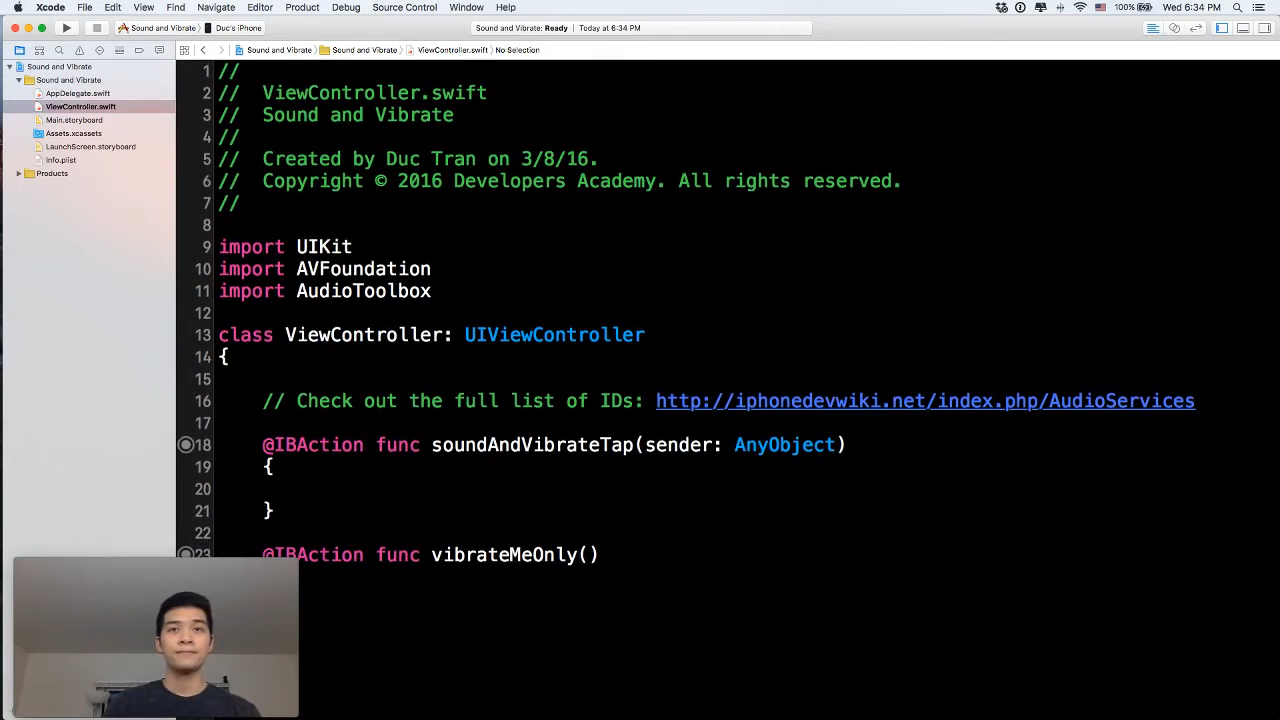 Xcode File Edit View Find Navigate Editor Product Debug Source Control Window Help 100% Wed 6:34 PM
Sound and Vibrate Duc's iPhone Sound and Vibrate: Ready Today at 6:34 PM
Sound and Vibrate Sound and Vibrate ViewController.swift No Selection
Sound and Vibrate
Sound and Vibrate
AppDelegate.swift
ViewController.swift
Main.storyboard
Assets.xcassets
LaunchScreen.storyboard
Info.plist
Products
1 //
2 // ViewController.swift
3 // Sound and Vibrate
4 //
5 // Created by Duc Tran on 3/8/16.
6 // Copyright © 2016 Developers Academy. All rights reserved.
7 //
8
9 import UIKit
10 import AVFoundation
11 import AudioToolbox
12
13 class ViewController: UIViewController
14 {
15
16 // Check out the full list of IDs: http://iphonedevwiki.net/index.php/AudioServices
17
18 @IBAction func soundAndVibrateTap(sender: AnyObject)
19 {
20
21 }
22
23 @IBAction func vibrateMeOnly()